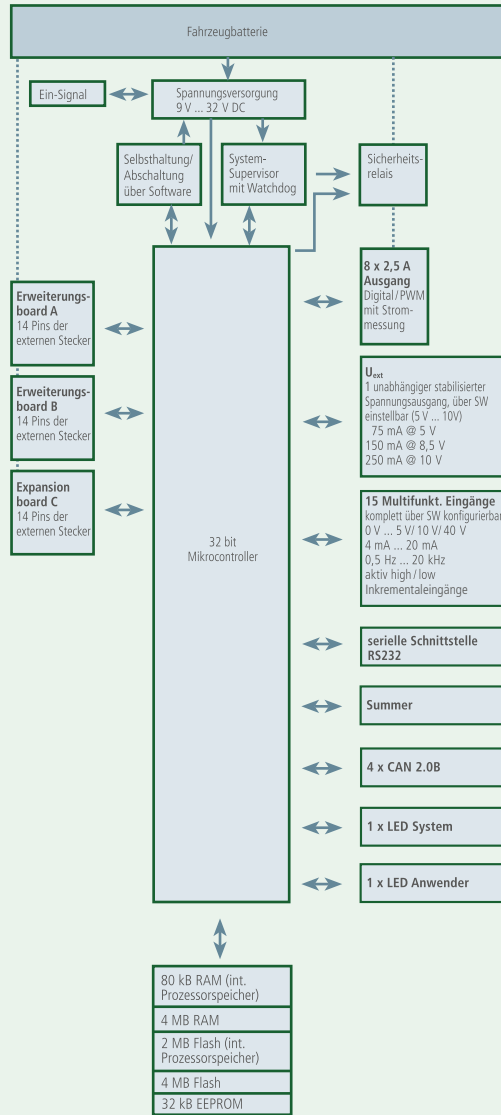 Fahrzeugbatterie
Ein-Signal
Spannungsversorgung
9 V ... 32 V DC
Selbsthaltung/
Abschaltung
über Software
System-
Supervisor
mit Watchdog
Sicherheits-
relais
Erweiterungs-
board A
14 Pins der
externen Stecker
Erweiterungs-
board B
14 Pins der
externen Stecker
Expansion
board C
14 Pins der
externen Stecker
32 bit
Mikrocontroller
8 x 2,5 A
Ausgang
Digital/PWM
mit Strom-
messung
Uext
1 unabhängiger stabilisierter
Spannungsausgang, über SW
einstellbar (5 V ... 10V)
75 mA @ 5 V
150 mA @ 8,5 V
250 mA @ 10 V
15 Multifunkt. Eingänge
komplett über SW konfigurierbar
0 V ... 5 V/ 10 V/ 40 V
4 mA ... 20 mA
0,5 Hz ... 20 kHz
aktiv high/low
Inkrementaleingänge
serielle Schnittstelle
RS232
Summer
4 x CAN 2.0B
1 x LED System
1 x LED Anwender
80 kB RAM (int.
Prozessorspeicher)
4 MB RAM
2 MB Flash (int.
Prozessorspeicher)
4 MB Flash
32 kB EEPROM